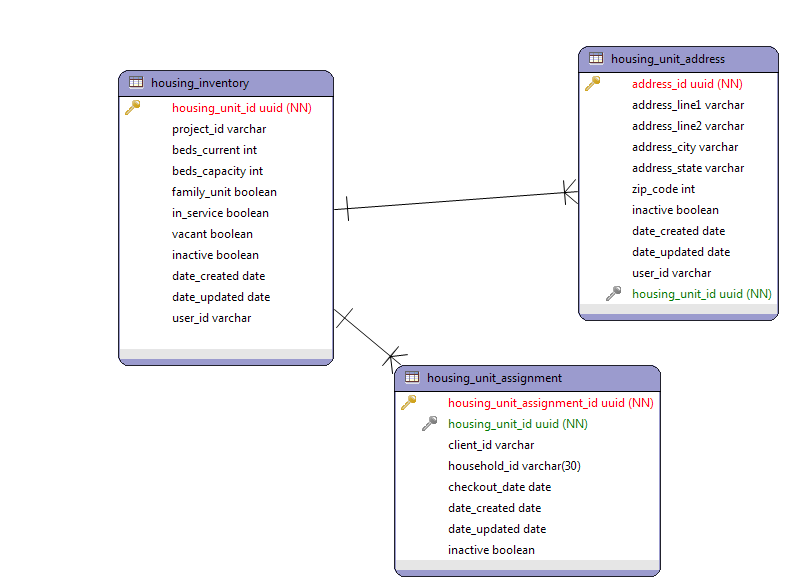 housing_inventory
housing_unit_id uuid (NN)
project_id varchar
beds_current int
beds_capacity int
family_unit boolean
in_service boolean
vacant boolean
inactive boolean
date_created date
date_updated date
user_id varchar
housing_unit_address
address_id uuid (NN)
address_line1 varchar
address_line2 varchar
address_city varchar
address_state varchar
zip_code int
inactive boolean
date_created date
date_updated date
user_id varchar
housing_unit_id uuid (NN)
housing_unit_assignment
housing_unit_assignment_id uuid (NN)
housing_unit_id uuid (NN)
client_id varchar
household_id varchar(30)
checkout_date date
date_created date
date_updated date
inactive boolean